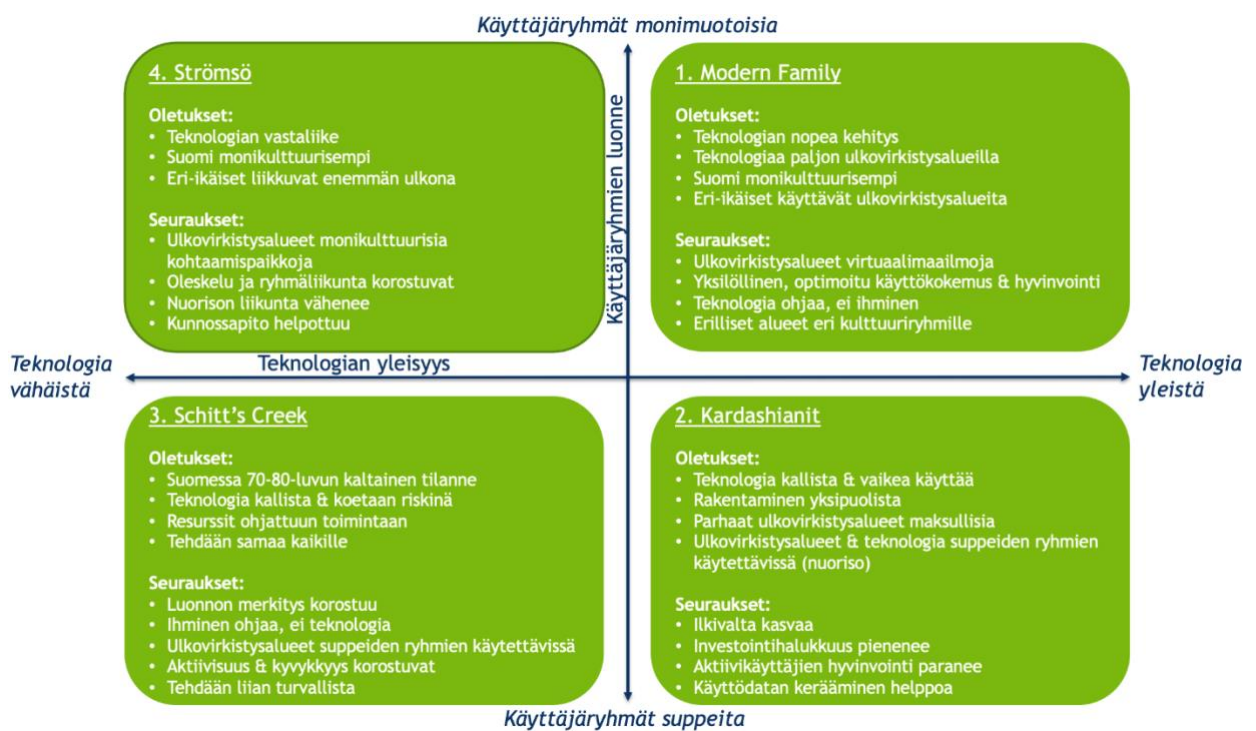 Käyttäjäryhmät monimuotoisia
4. Strömsö
Oletukset:
• Teknologian vastaliike
• Suomi monikulttuurisempi
• Eri-ikäiset liikkuvat enemmän ulkona
Seuraukset:
• Ulkovirkistysalueet monikulttuurisia
kohtaamispaikkoja
• Oleskelu ja ryhmäliikunta korostuvat
• Nuorison liikunta vähenee
• Kunnossapito helpottuu
Käyttäjäryhmien luonne
1. Modern Family
Oletukset:
• Teknologian nopea kehitys
• Teknologiaa paljon ulkovirkistysalueilla
• Suomi monikulttuurisempi
• Eri-ikäiset käyttävät ulkovirkistysalueita
Seuraukset:
• Ulkovirkistysalueet virtuaalimaailmoja
• Yksilöllinen, optimoitu käyttökokemus & hyvinvointi
• Teknologia ohjaa, ei ihminen
• Erilliset alueet eri kulttuuriryhmille
Teknologia
vähäistä
Teknologian yleisyys
Teknologia
yleistä
3. Schitt's Creek
Oletukset:
• Suomessa 70-80-luvun kaltainen tilanne
• Teknologia kallista & koetaan riskinä
• Resurssit ohjattuun toimintaan
• Tehdään samaa kaikille
Seuraukset:
• Luonnon merkitys korostuu
• Ihminen ohjaa, ei teknologia
• Ulkovirkistysalueet suppeiden ryhmien käytettävissä
• Aktiivisuus & kyvykkyys korostuvat
• Tehdään liian turvallista
2. Kardashianit
Oletukset:
• Teknologia kallista & vaikea käyttää
• Rakentaminen yksipuolista
• Parhaat ulkovirkistysalueet maksullisia
• Ulkovirkistysalueet & teknologia suppeiden ryhmien
käytettävissä (nuoriso)
Seuraukset:
• Ilkivalta kasvaa
• Investointihalukkuus pienenee
• Aktiivikäyttäjien hyvinvointi paranee
• Käyttödatan kerääminen helppoa
Käyttäjäryhmät suppeita